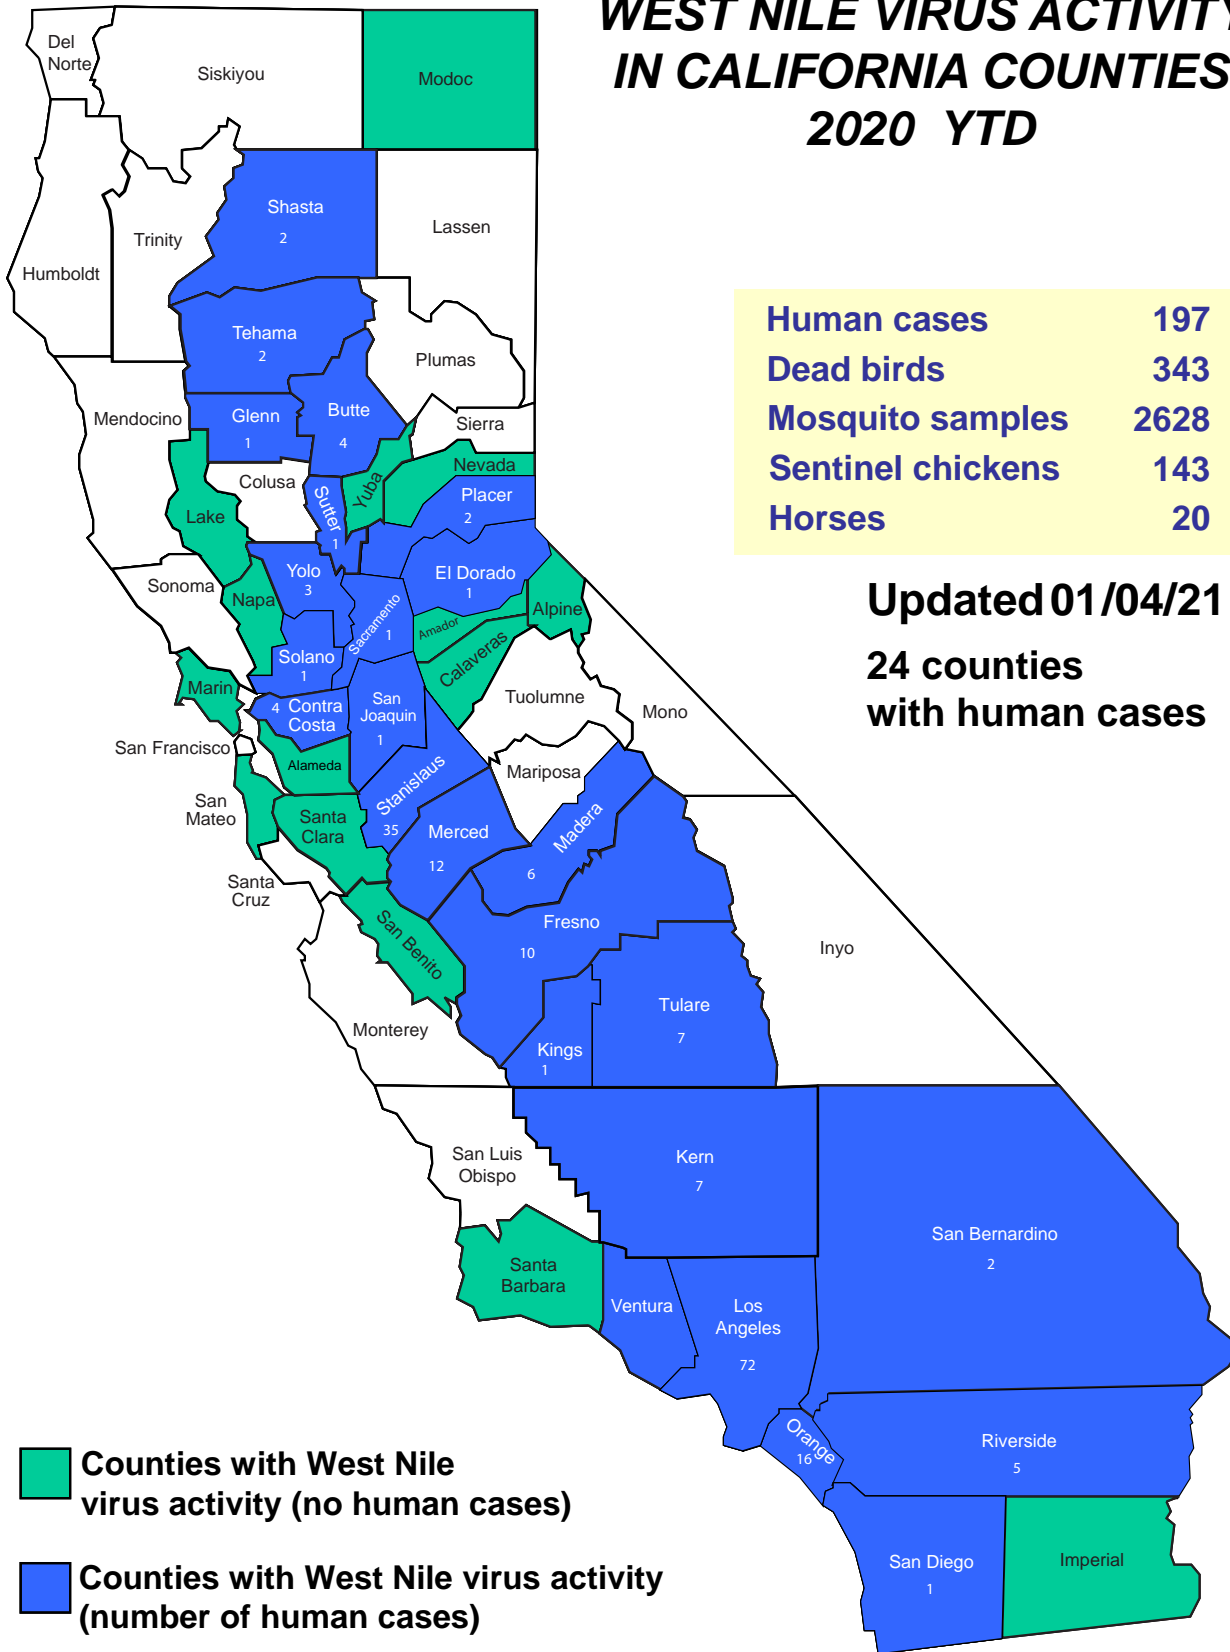 WEST NILE VIRUS ACTIVITY
IN CALIFORNIA COUNTIES
2020 YTD
Del
Norte
Siskiyou
Modoc
Shasta
2
Lassen
Trinity
Humboldt
Tehama
2
Plumas
Mendocino
Glenn
1
Butte
4
Sierra
Colusa
Sutter
1
Yuba
Nevada
Placer
2
Lake
Sonoma
Napa
Yolo
3
El Dorado
1
Sacramento
1
Amador
Alpine
Solano
1
Calaveras
Marin
4 Contra
Costa
San
Joaquin
1
Tuolumne
Mono
San Francisco
Alameda
Mariposa
San
Mateo
Santa
Clara
Stanislaus
35
Merced
12
Madera
6
Santa
Cruz
San Benito
Fresno
10
Inyo
Monterey
Kings
1
Tulare
7
San Luis
Obispo
Kern
7
San Bernardino
2
Santa
Barbara
Ventura
Los
Angeles
72
Orange
16
Riverside
5
San Diego
1
Imperial
Human cases 197
Dead birds 343
Mosquito samples 2628
Sentinel chickens 143
Horses 20
Updated 01/04/21
24 counties
with human cases
Counties with West Nile
virus activity (no human cases)
Counties with West Nile virus activity
(number of human cases)